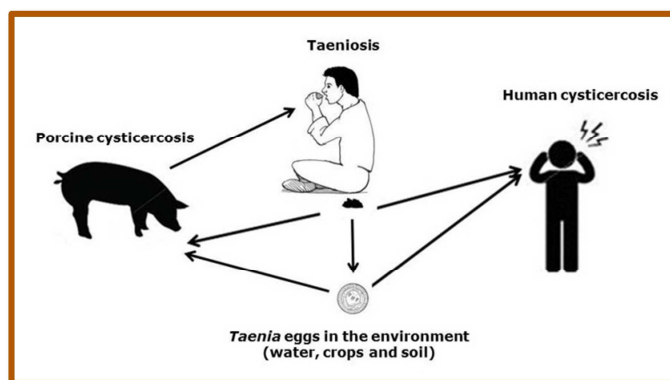 Taeniosis
Human cysticercosis
Porcine cysticercosis
Taenia eggs in the environment
(water, crops and soil)